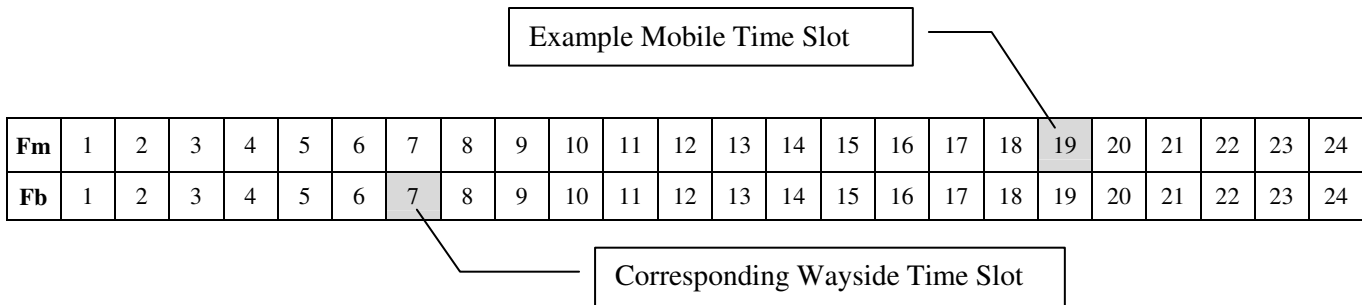 Example Mobile Time Slot
Fm 1 2 3 4 5 6 7 8 9 10 11 12 13 14 15 16 17 18 19 20 21 22 23 24
Fb 1 2 3 4 5 6 7 8 9 10 11 12 13 14 15 16 17 18 19 20 21 22 23 24
Corresponding Wayside Time Slot